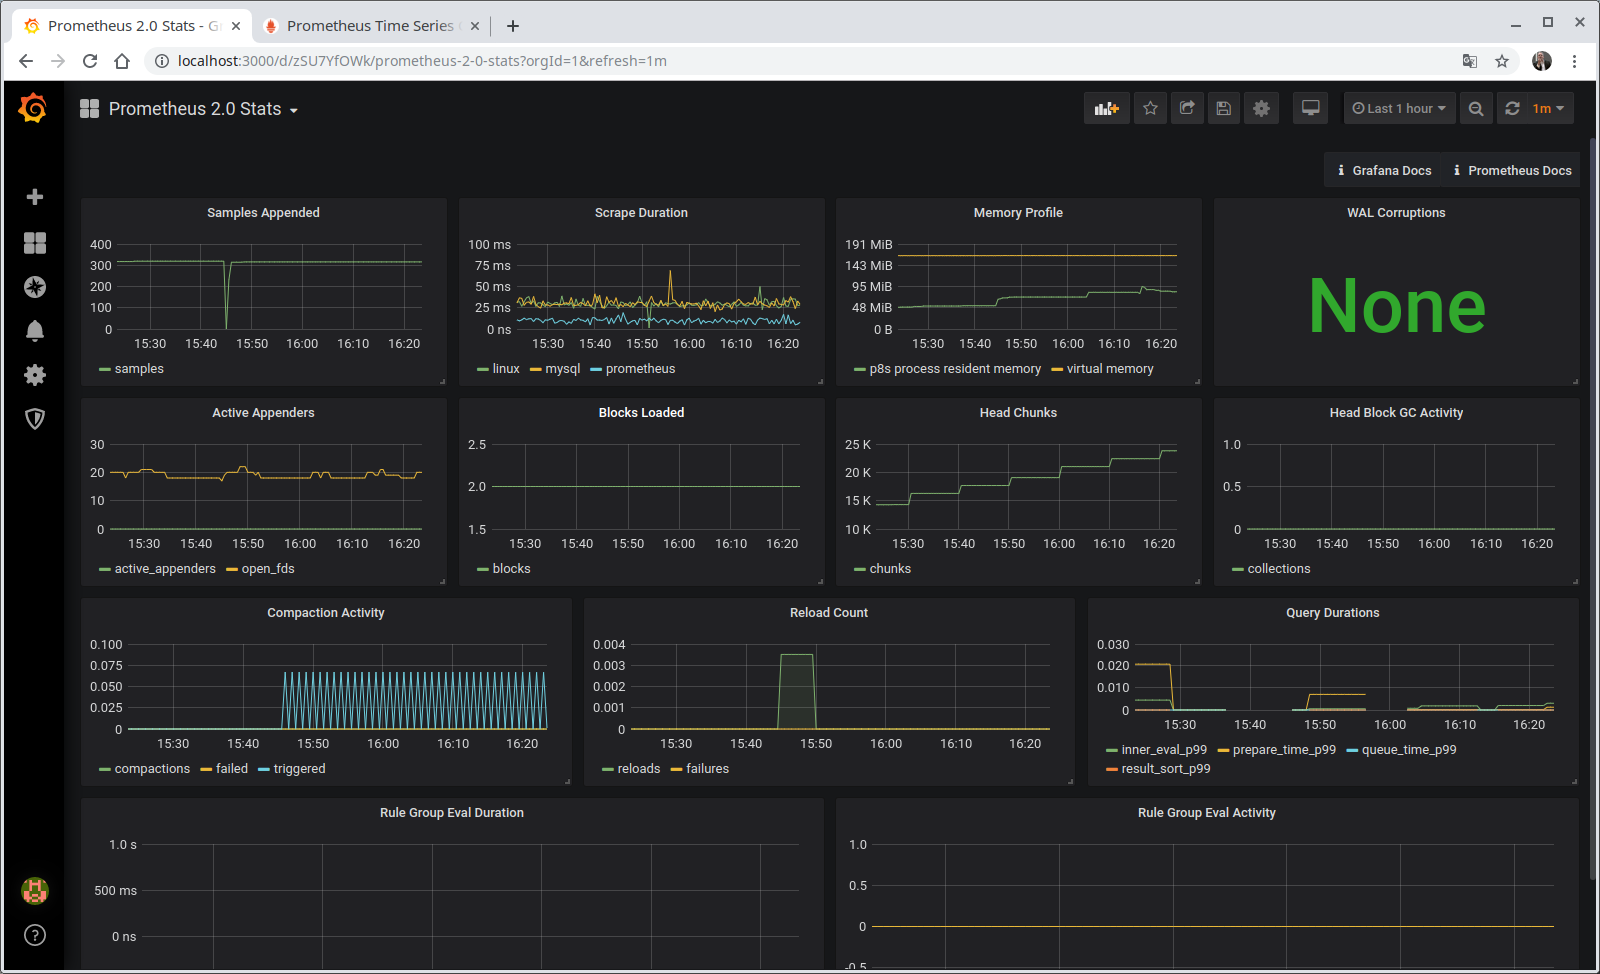 Prometheus 2.0 Stats - G
Prometheus Time Series
localhost:3000/d/zSU7YfOWk/prometheus-2-0-stats?orgId=1&refresh=1m
Prometheus 2.0 Stats
Last 1 hour
1m
Grafana Docs
Prometheus Docs
Samples Appended
400
300
200
100
0
15:30 15:40 15:50 16:00 16:10 16:20
samples
Scrape Duration
100 ms
75 ms
50 ms
25 ms
0 ns
15:30 15:40 15:50 16:00 16:10 16:20
linux mysql prometheus
Memory Profile
191 MiB
143 MiB
95 MiB
48 MiB
0 B
15:30 15:40 15:50 16:00 16:10 16:20
p8s process resident memory virtual memory
WAL Corruptions
None
Active Appenders
30
20
10
0
15:30 15:40 15:50 16:00 16:10 16:20
active_appenders open_fds
Blocks Loaded
2.5
2.0
1.5
15:30 15:40 15:50 16:00 16:10 16:20
blocks
Head Chunks
25 K
20 K
15 K
10 K
15:30 15:40 15:50 16:00 16:10 16:20
chunks
Head Block GC Activity
1.0
0.5
0
15:30 15:40 15:50 16:00 16:10 16:20
collections
Compaction Activity
0.100
0.075
0.050
0.025
0
15:30 15:40 15:50 16:00 16:10 16:20
compactions failed triggered
Reload Count
0.004
0.003
0.002
0.001
0
15:30 15:40 15:50 16:00 16:10 16:20
reloads failures
Query Durations
0.030
0.020
0.010
0
15:30 15:40 15:50 16:00 16:10 16:20
inner_eval_p99 prepare_time_p99 queue_time_p99
result_sort_p99
Rule Group Eval Duration
1.0 s
500 ms
0 ns
Rule Group Eval Activity
1.0
0.5
0
-0.5